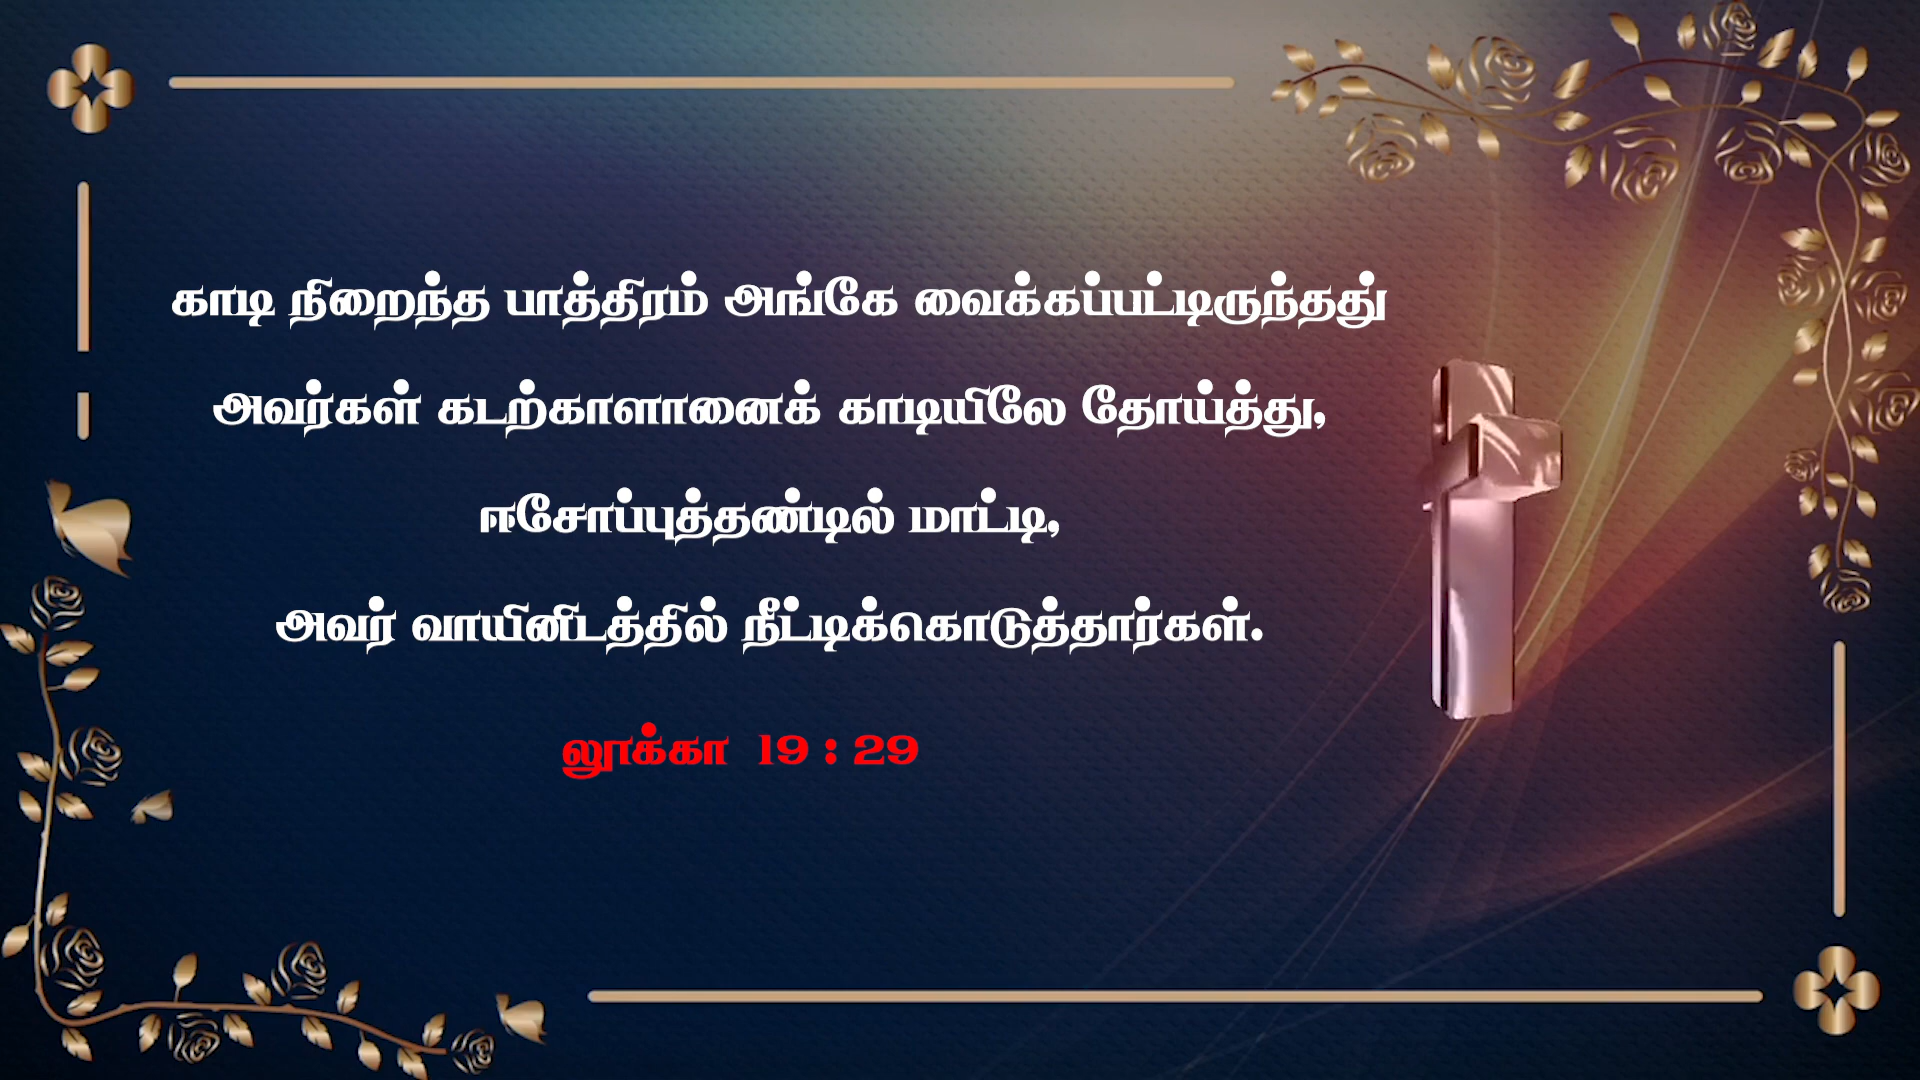 காடி நிறைந்த பாத்திரம் அங்கே வைக்கப்பட்டிருந்தது
அவர்கள் கடற்காளானைக் காடியிலே தோய்த்து,
ஈசோப்புத்தண்டில் மாட்டி,
அவர் வாயினிடத்தில் நீட்டிக்கொடுத்தார்கள்.
லூக்கா 19 : 29